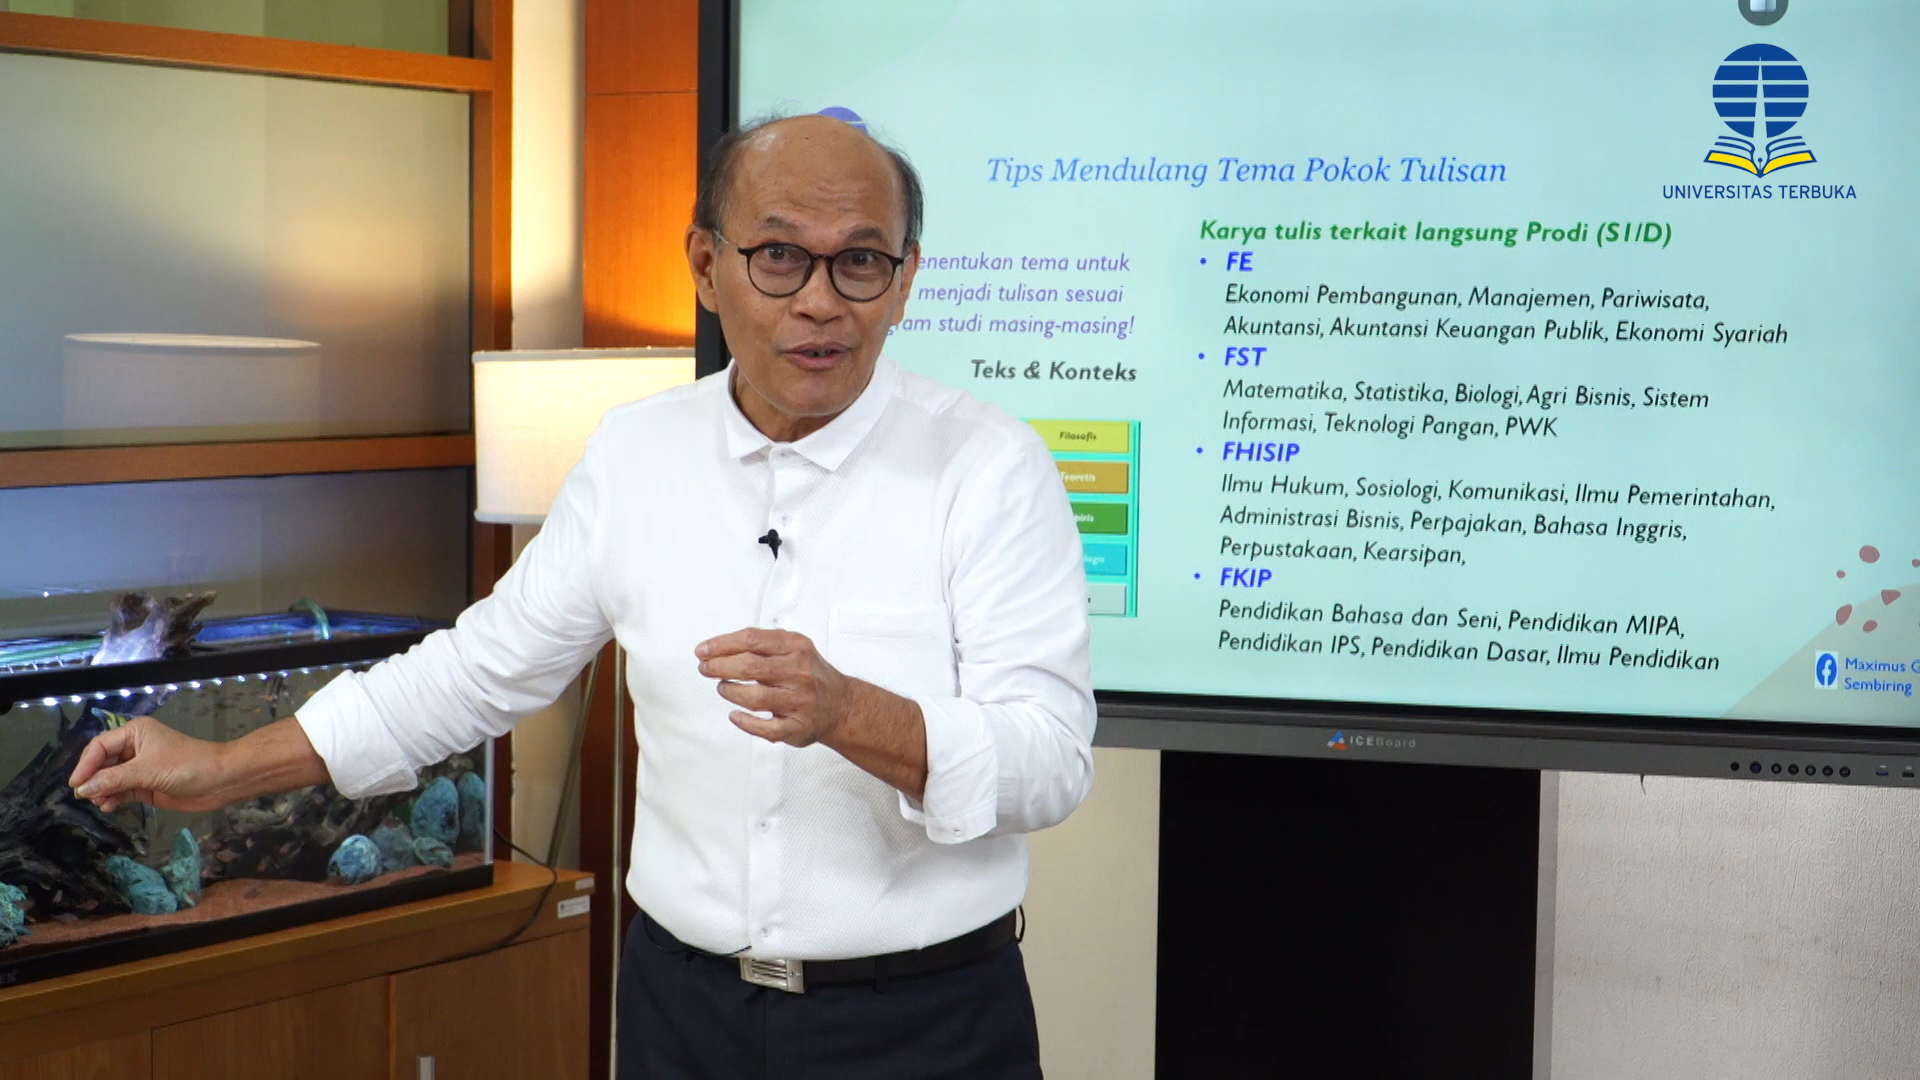 UNIVERSITAS TERBUKA
Tips Mendulang Tema Pokok Tulisan
tema untuk
menjadi tulisan sesuai
studi masing-masing!
Teks & Konteks
Filosofis
Karya tulis terkait langsung Prodi (S1/D)
• FE
Ekonomi Pembangunan, Manajemen, Pariwisata,
Akuntansi, Akuntansi Keuangan Publik, Ekonomi Syariah
• FST
Matematika, Statistika, Biologi, Agri Bisnis, Sistem
Informasi, Teknologi Pangan, PWK
• FHISIP
Ilmu Hukum, Sosiologi, Komunikasi, Ilmu Pemerintahan,
Administrasi Bisnis, Perpajakan, Bahasa Inggris,
Perpustakaan, Kearsipan,
• FKIP
Pendidikan Bahasa dan Seni, Pendidikan MIPA,
Pendidikan IPS, Pendidikan Dasar, Ilmu Pendidikan
Maximus G
Sembiring
ICEBoard